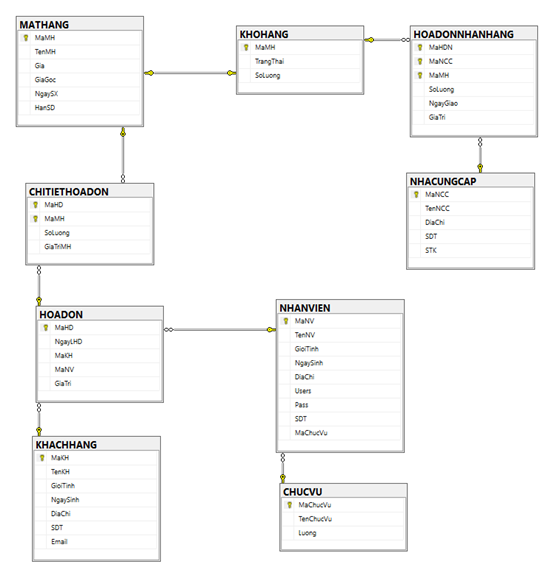 MATHANG
MaMH
TenMH
Gia
GiaGoc
NgaySX
HanSD
KHOHANG
MaMH
TrangThai
SoLuong
HOADONNHANHANG
MaHDN
MaNCC
MaMH
SoLuong
NgayGiao
GiaTri
NHACUNGCAP
MaNCC
TenNCC
DiaChi
SDT
STK
CHITIETHOADON
MaHD
MaMH
SoLuong
GiaTriMH
HOADON
MaHD
NgayLHD
MaKH
MaNV
GiaTri
NHANVIEN
MaNV
TenNV
GioiTinh
NgaySinh
DiaChi
Users
Pass
SDT
MaChucVu
KHACHHANG
MaKH
TenKH
GioiTinh
NgaySinh
DiaChi
SDT
Email
CHUCVU
MaChucVu
TenChucVu
Luong